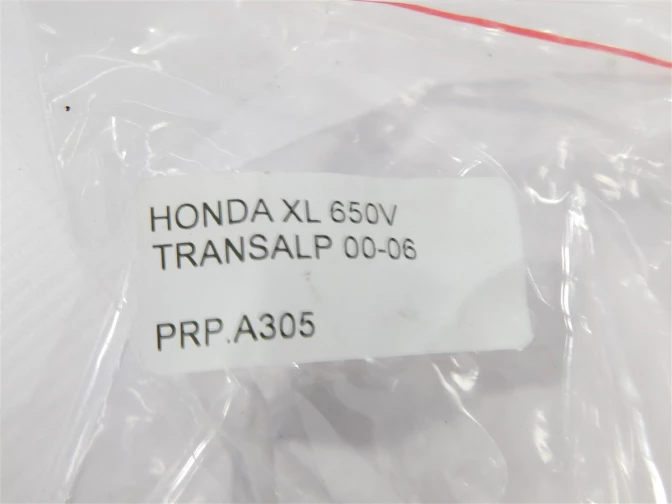 HONDA XL 650V
TRANSALP 00-06
PRP.A305